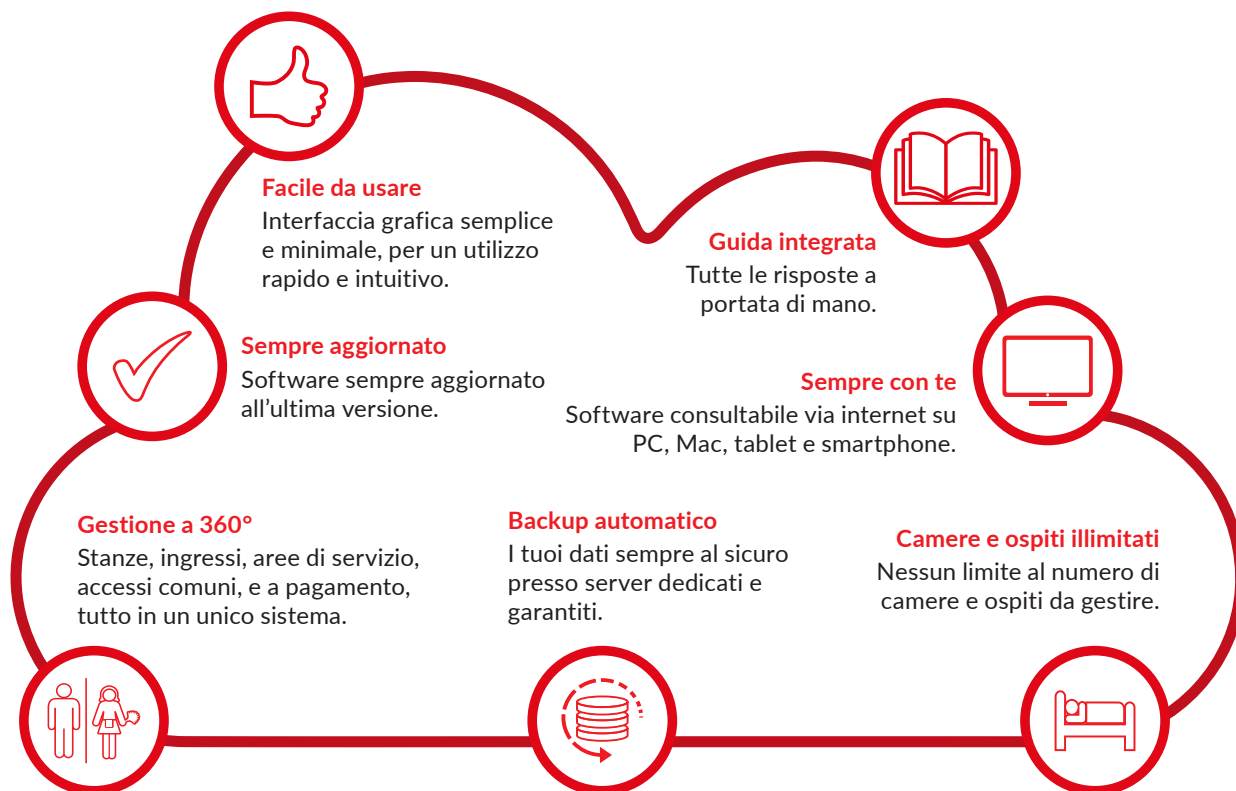 Facile da usare
Interfaccia grafica semplice
e minimale, per un utilizzo
rapido e intuitivo.
Guida integrata
Tutte le risposte a
portata di mano.
Sempre aggiornato
Software sempre aggiornato
all’ultima versione.
Sempre con te
Software consultabile via internet su
PC, Mac, tablet e smartphone.
Gestione a 360°
Stanze, ingressi, aree di servizio,
accessi comuni, e a pagamento,
tutto in un unico sistema.
Backup automatico
I tuoi dati sempre al sicuro
presso server dedicati e
garantiti.
Camere e ospiti illimitati
Nessun limite al numero di
camere e ospiti da gestire.